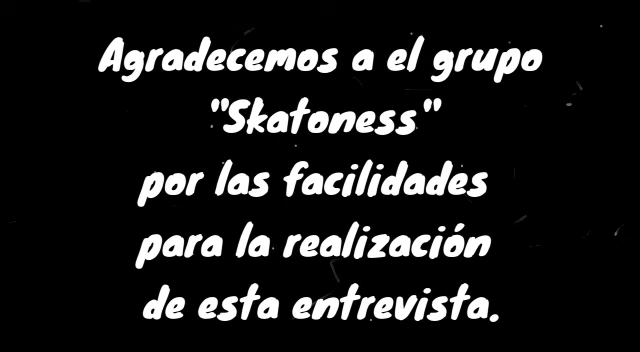 Agradecemos a el grupo
"Skatoness"
por las facilidades
para la realización
de esta entrevista.